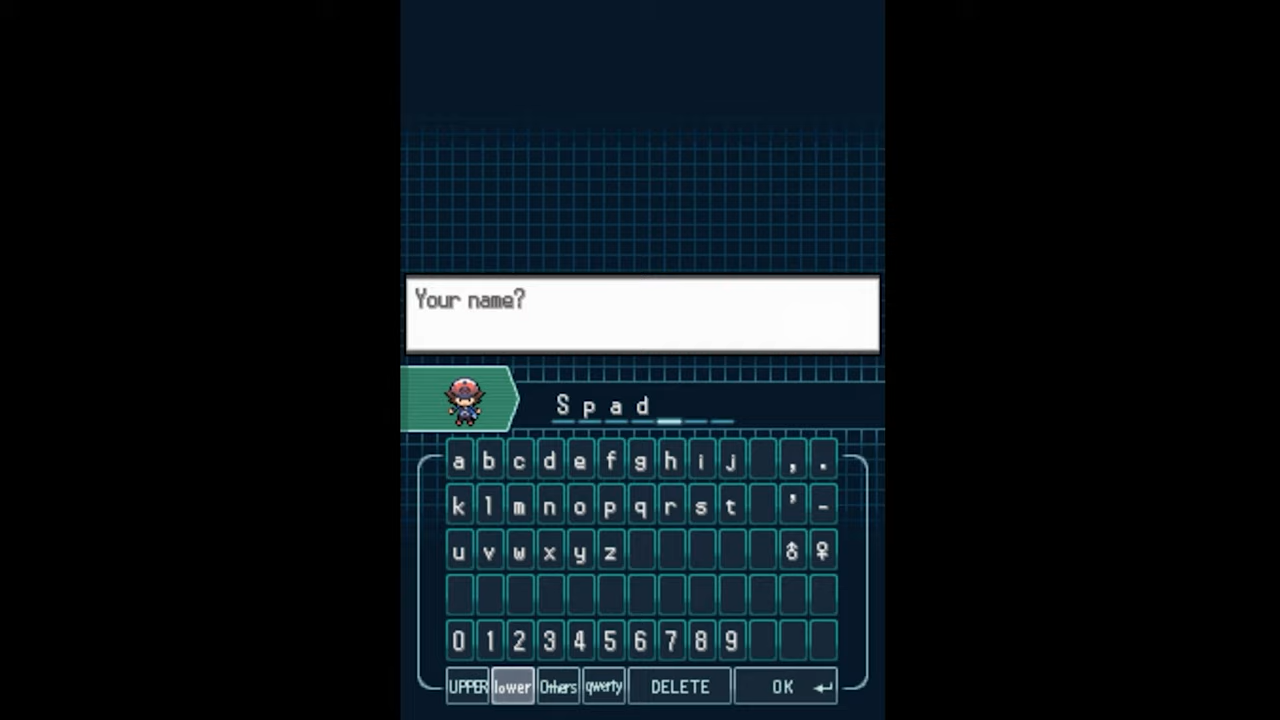 Your name?
Spad
a b c d e f g h i j , .
k l m n o p q r s t ' -
u v w x y z ♂ ♀
0 1 2 3 4 5 6 7 8 9
UPPER lower Others qwerty DELETE OK ↵